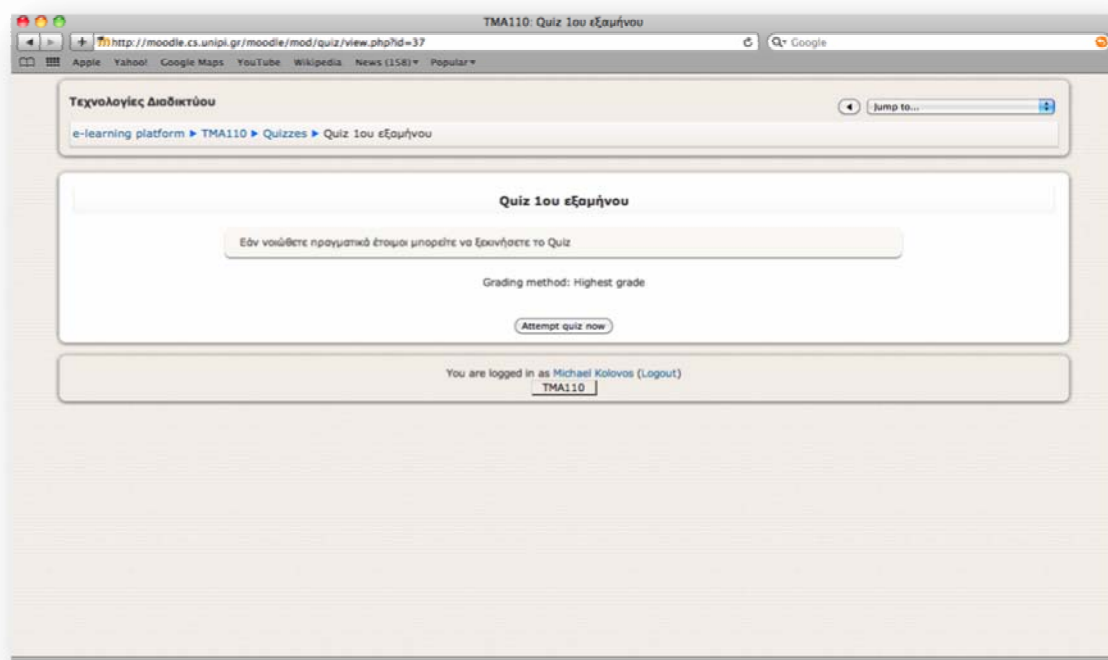 TMA110: Quiz 1ου εξαμήνου
http://moodle.cs.unipi.gr/moodle/mod/quiz/view.php?id=37
Google
Apple Yahoo! Google Maps YouTube Wikipedia News (158) Popular
Τεχνολογίες Διαδικτύου
Jump to...
e-learning platform ► TMA110 ► Quizzes ► Quiz 1ου εξαμήνου
Quiz 1ου εξαμήνου
Εάν νοιώθετε πραγματικά έτοιμοι μπορείτε να ξεκινήσετε το Quiz
Grading method: Highest grade
Attempt quiz now
You are logged in as Michael Kolovos (Logout)
TMA110